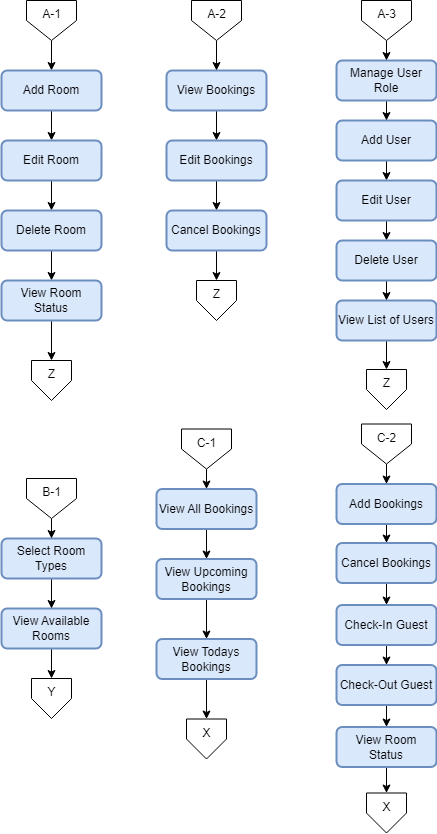 A-1
Add Room
Edit Room
Delete Room
View Room
Status
Z
A-2
View Bookings
Edit Bookings
Cancel Bookings
Z
A-3
Manage User
Role
Add User
Edit User
Delete User
View List of Users
Z
B-1
Select Room
Types
View Available
Rooms
Y
C-1
View All Bookings
View Upcoming
Bookings
View Todays
Bookings
X
C-2
Add Bookings
Cancel Bookings
Check-In Guest
Check-Out Guest
View Room
Status
X